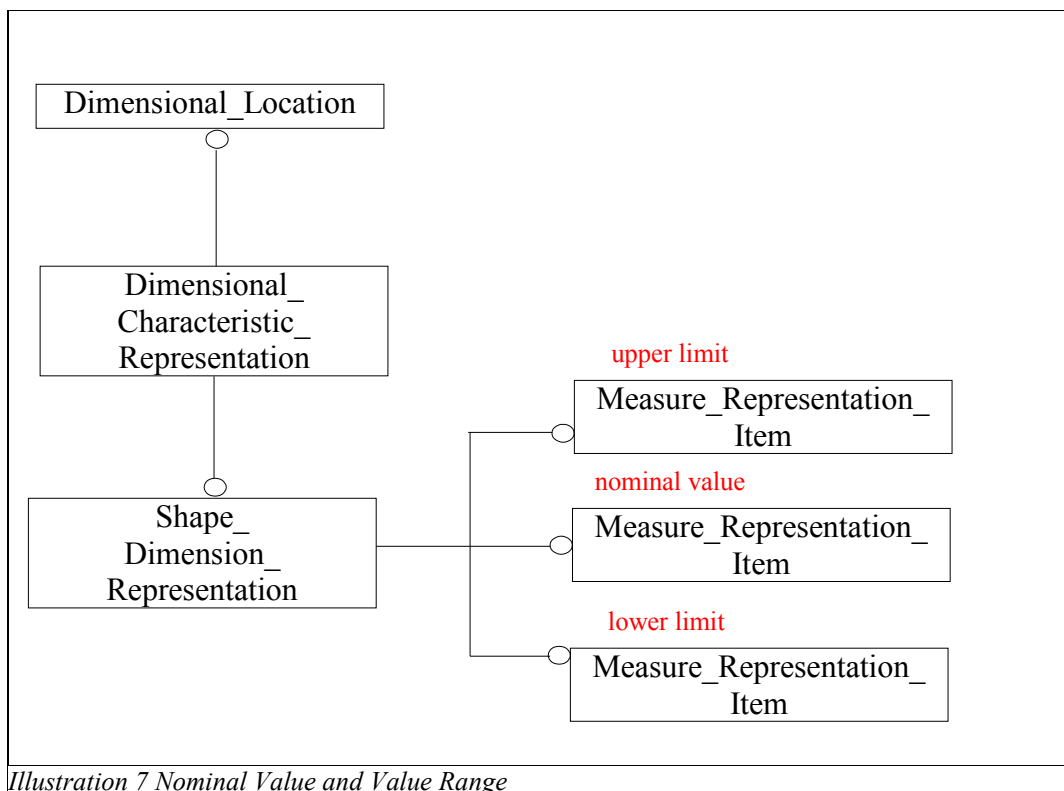 Dimensional_Location
Dimensional_
Characteristic_
Representation
upper limit
Measure_Representation_
Item
nominal value
Shape_
Dimension_
Representation
Measure_Representation_
Item
lower limit
Measure_Representation_
Item
Illustration 7 Nominal Value and Value Range